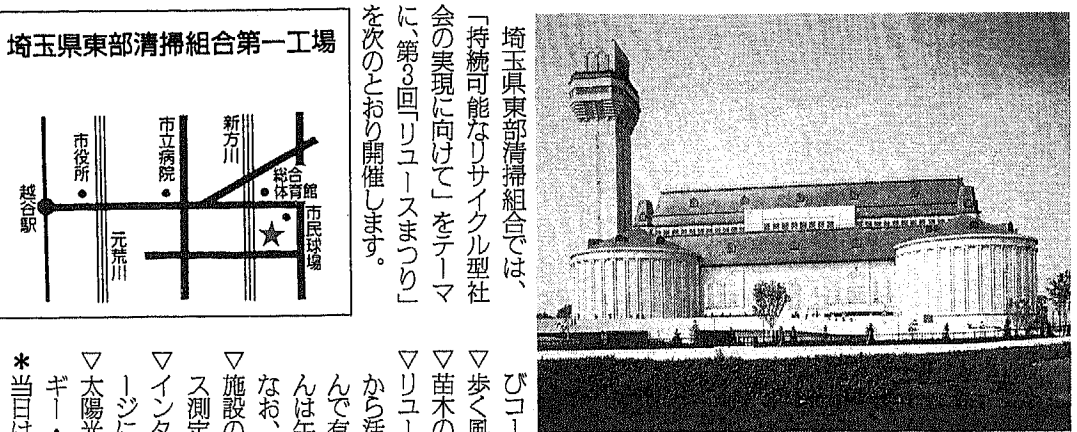 埼玉県東部清掃組合では、
「持続可能なリサイクル型社
会の実現に向けて」をテーマ
に、第3回「リユースまつり」
を次のとおり開催します。
埼玉県東部清掃組合第一工場
越谷駅
市役所
元荒川
市立病院
新方川
総合
体育館
市民球場
びコー
▽歩く風
▽苗木の
▽リユー
から活
んで有
んは午
なお、
▽施設の
ス測定
▽インタ
ージに
▽太陽光
ギー・
*当日は